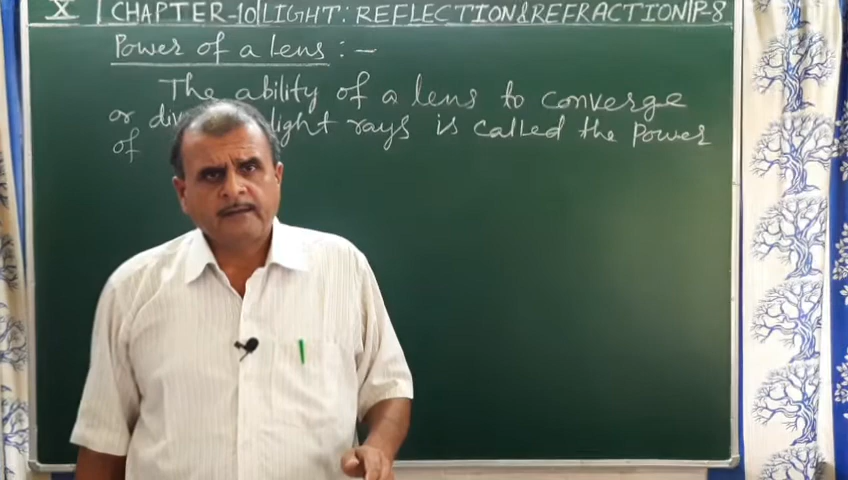 X CHAPTER-10|LIGHT: REFLECTION&REFRACTION|P-8
Power of a lens :-
The ability of a lens to converge
or light rays is called the Power
of